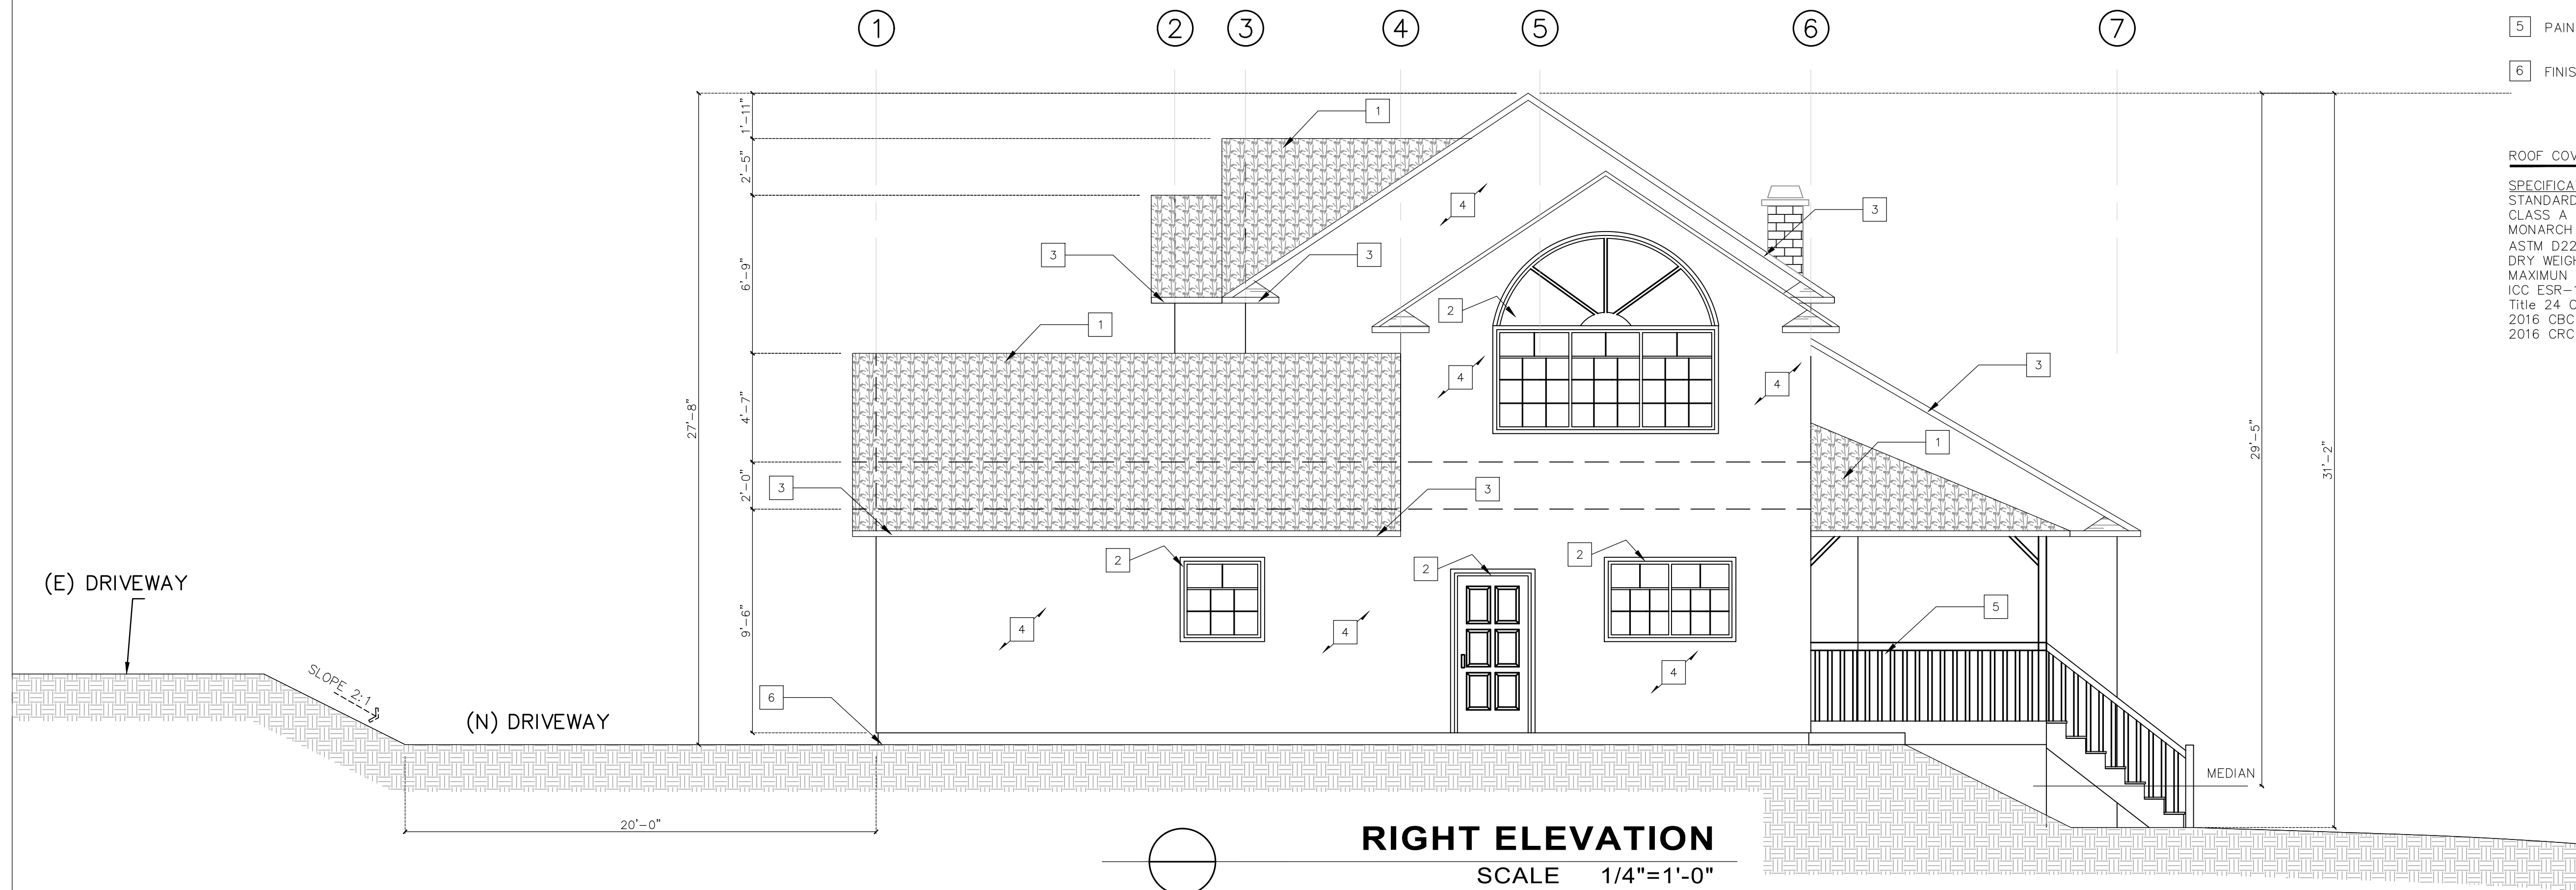 1
2
3
4
5
6
7
5 PAIN
6 FINIS
ROOF COV
SPECIFICA
STANDARD
CLASS A
MONARCH
ASTM D22
DRY WEIGH
MAXIMUN
ICC ESR-1
Title 24 C
2016 CBC
2016 CRC
1'-11"
2'-5"
6'-9"
4'-7"
2'-0"
9'-6"
27'-8"
29'-5"
31'-2"
1
4
3
3
3
2
1
4
4
3
1
3
3
2
2
2
5
4
4
4
6
(E) DRIVEWAY
SLOPE 2:1
(N) DRIVEWAY
20'-0"
MEDIAN
RIGHT ELEVATION
SCALE 1/4"=1'-0"